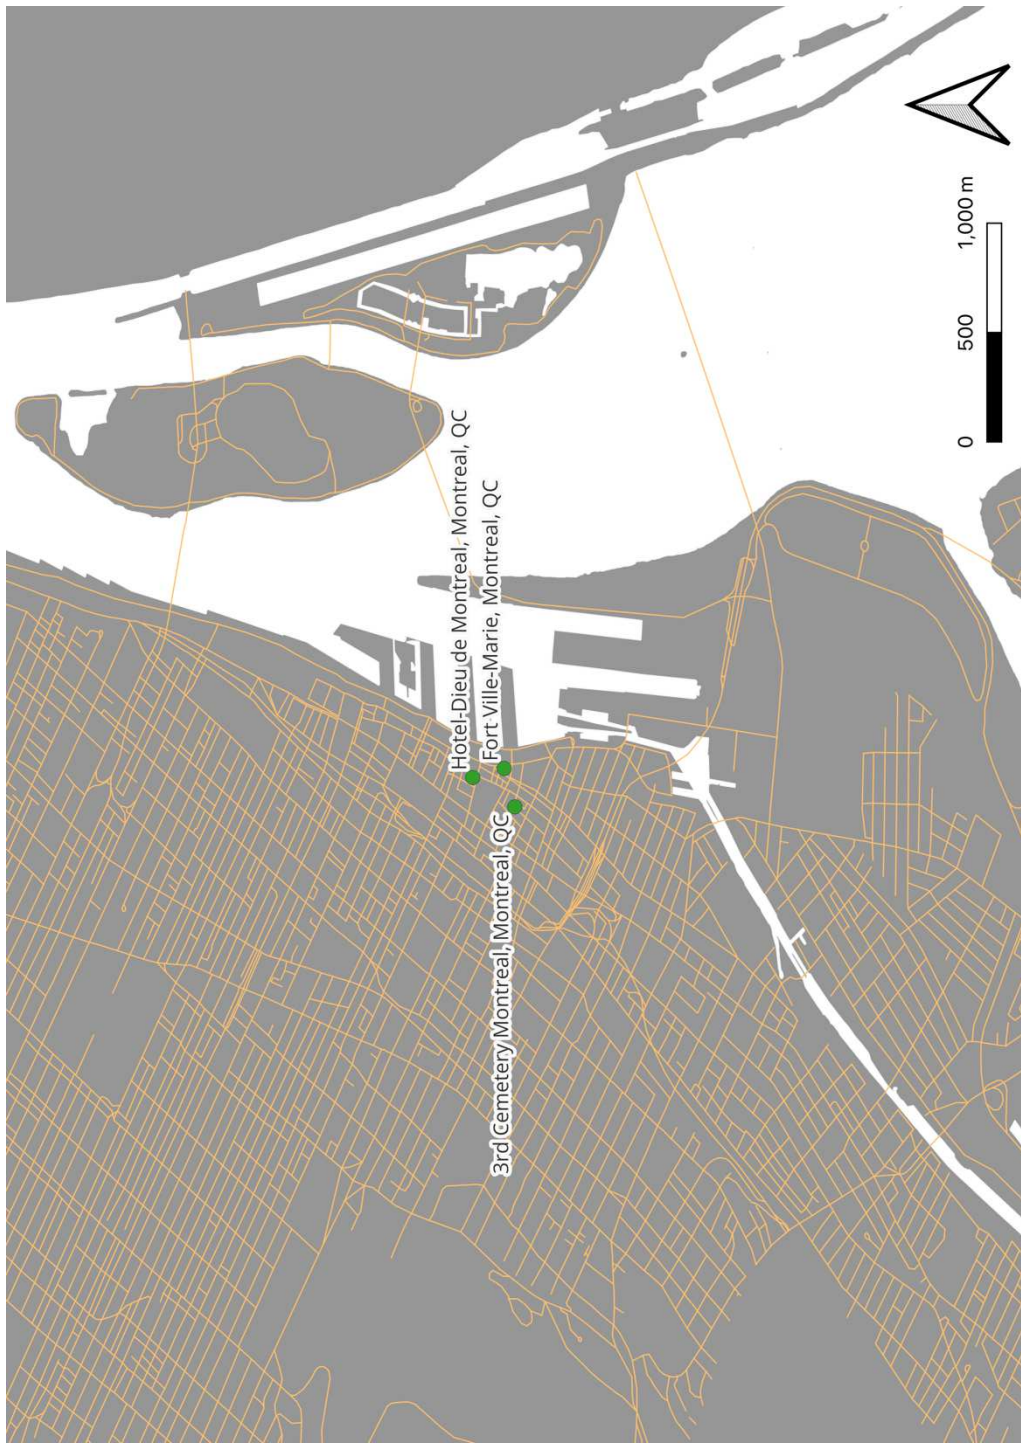 Hotel-Dieu de Montreal, Montreal, QC
Fort Ville-Marie, Montreal, QC
3rd Cemetery Montreal, Montreal, QC
0 500 1,000 m